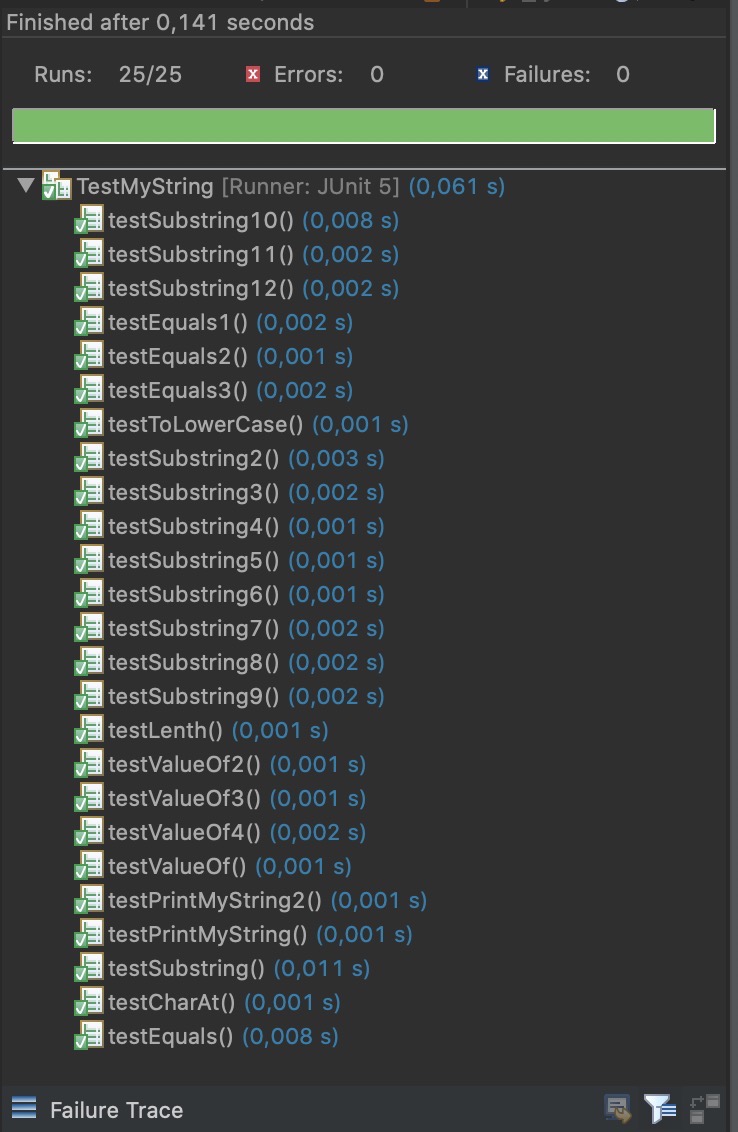 Finished after 0,141 seconds
Runs: 25/25 Errors: 0 Failures: 0
TestMyString [Runner: JUnit 5] (0,061 s)
testSubstring10() (0,008 s)
testSubstring11() (0,002 s)
testSubstring12() (0,002 s)
testEquals1() (0,002 s)
testEquals2() (0,001 s)
testEquals3() (0,002 s)
testToLowerCase() (0,001 s)
testSubstring2() (0,003 s)
testSubstring3() (0,002 s)
testSubstring4() (0,001 s)
testSubstring5() (0,001 s)
testSubstring6() (0,001 s)
testSubstring7() (0,002 s)
testSubstring8() (0,002 s)
testSubstring9() (0,002 s)
testLenth() (0,001 s)
testValueOf2() (0,001 s)
testValueOf3() (0,001 s)
testValueOf4() (0,002 s)
testValueOf() (0,001 s)
testPrintMyString2() (0,001 s)
testPrintMyString() (0,001 s)
testSubstring() (0,011 s)
testCharAt() (0,001 s)
testEquals() (0,008 s)
Failure Trace